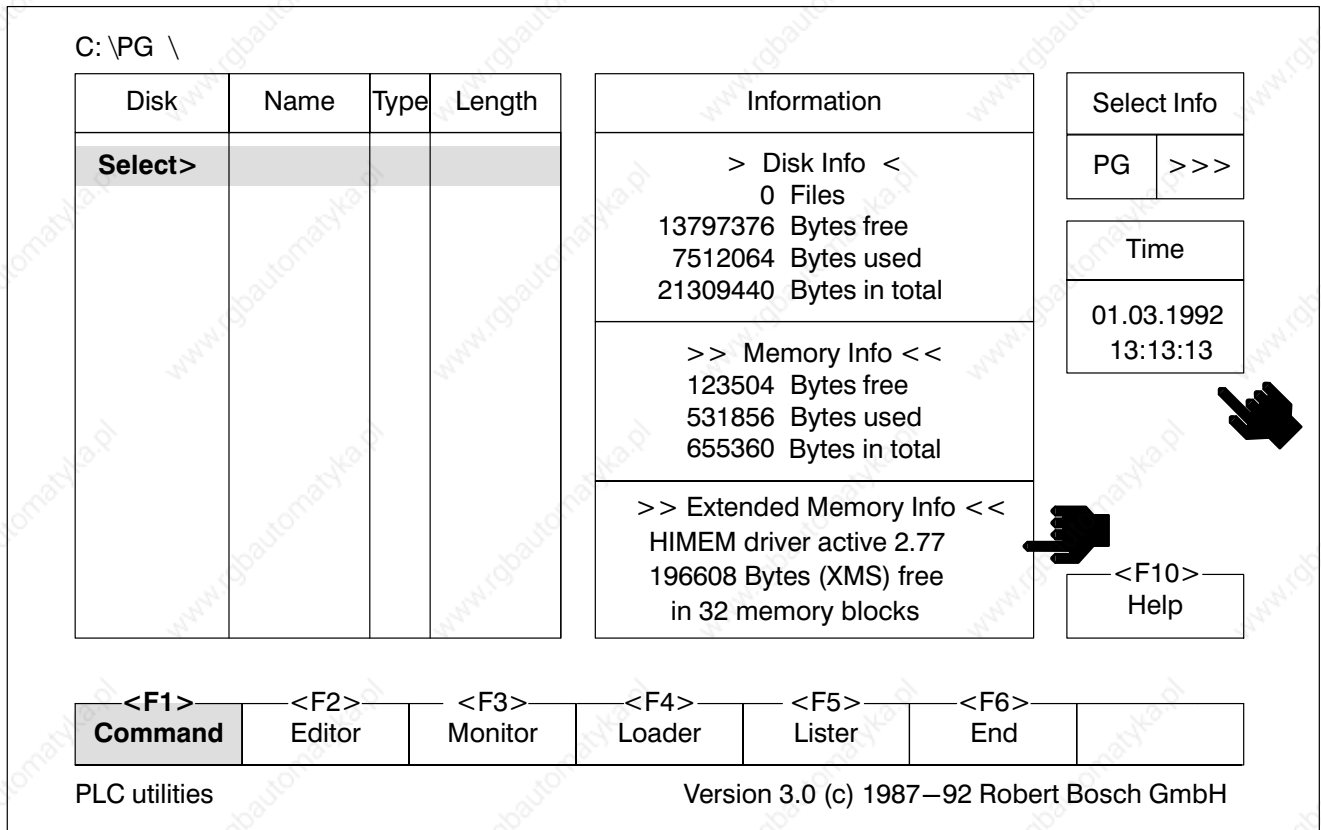 C: \PG \
Disk Name Type Length
Select>
Information
> Disk Info <
0 Files
13797376 Bytes free
7512064 Bytes used
21309440 Bytes in total
>> Memory Info <<
123504 Bytes free
531856 Bytes used
655360 Bytes in total
>> Extended Memory Info <<
HIMEM driver active 2.77
196608 Bytes (XMS) free
in 32 memory blocks
Select Info
PG >>>
Time
01.03.1992
13:13:13
<F10>
Help
<F1> <F2> <F3> <F4> <F5> <F6>
Command Editor Monitor Loader Lister End
PLC utilities Version 3.0 (c) 1987–92 Robert Bosch GmbH
www.rgbautomatyka.pl